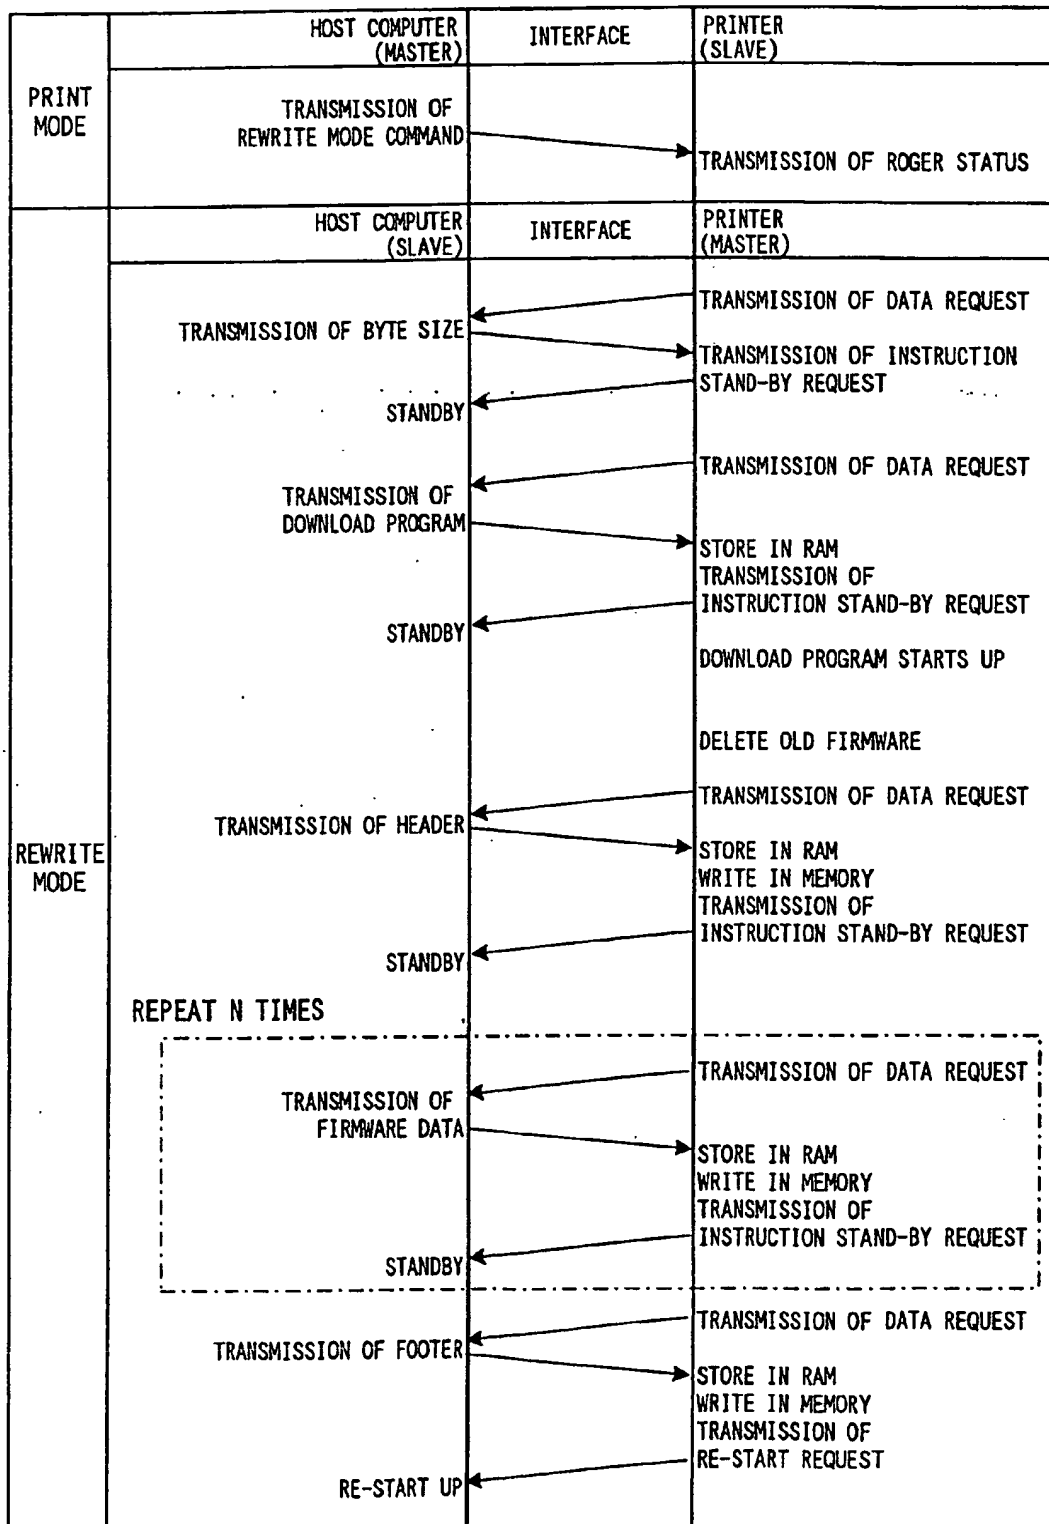 HOST COMPUTER
(MASTER)
INTERFACE
PRINTER
(SLAVE)
PRINT
MODE
TRANSMISSION OF
REWRITE MODE COMMAND
TRANSMISSION OF ROGER STATUS
HOST COMPUTER
(SLAVE)
INTERFACE
PRINTER
(MASTER)
REWRITE
MODE
TRANSMISSION OF DATA REQUEST
TRANSMISSION OF BYTE SIZE
TRANSMISSION OF INSTRUCTION
STAND-BY REQUEST
STANDBY
TRANSMISSION OF DATA REQUEST
TRANSMISSION OF
DOWNLOAD PROGRAM
STORE IN RAM
TRANSMISSION OF
INSTRUCTION STAND-BY REQUEST
STANDBY
DOWNLOAD PROGRAM STARTS UP
DELETE OLD FIRMWARE
TRANSMISSION OF DATA REQUEST
TRANSMISSION OF HEADER
STORE IN RAM
WRITE IN MEMORY
TRANSMISSION OF
INSTRUCTION STAND-BY REQUEST
STANDBY
REPEAT N TIMES
TRANSMISSION OF DATA REQUEST
TRANSMISSION OF
FIRMWARE DATA
STORE IN RAM
WRITE IN MEMORY
TRANSMISSION OF
INSTRUCTION STAND-BY REQUEST
STANDBY
TRANSMISSION OF DATA REQUEST
TRANSMISSION OF FOOTER
STORE IN RAM
WRITE IN MEMORY
TRANSMISSION OF
RE-START REQUEST
RE-START UP